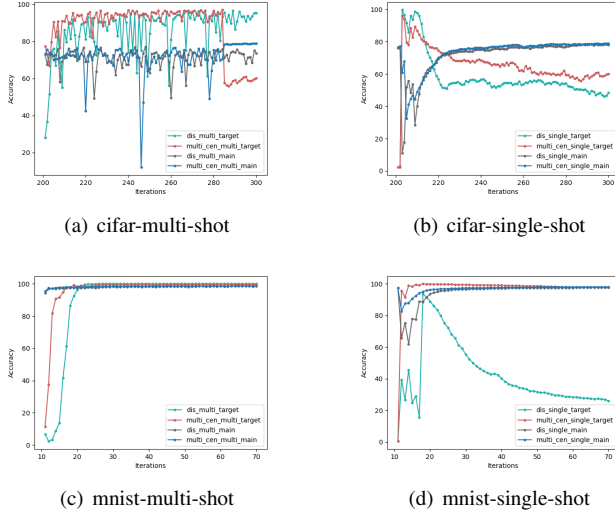 100
80
60
40
20
Accuracy
200
220
240
260
280
300
Iterations
dis_multi_target
multi_cen_multi_target
dis_multi_main
multi_cen_multi_main
(a) cifar-multi-shot
100
80
60
40
20
0
Accuracy
200
220
240
260
280
300
Iterations
dis_single_target
multi_cen_single_target
dis_single_main
multi_cen_single_main
(b) cifar-single-shot
100
80
60
40
20
0
Accuracy
10
20
30
40
50
60
70
Iterations
dis_multi_target
multi_cen_multi_target
dis_multi_main
multi_cen_multi_main
(c) mnist-multi-shot
100
80
60
40
20
0
Accuracy
10
20
30
40
50
60
70
Iterations
dis_single_target
multi_cen_single_target
dis_single_main
multi_cen_single_main
(d) mnist-single-shot